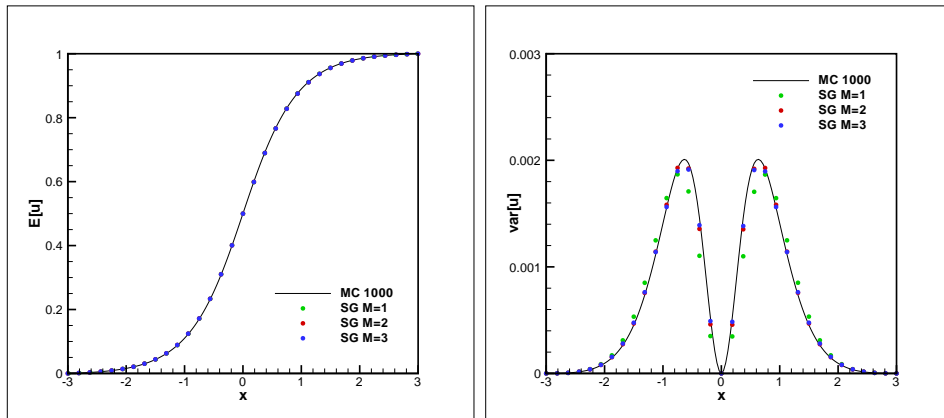 1
0.8
0.6
0.4
0.2
0
E[u]
-3 -2 -1 0 1 2 3
x
MC 1000
SG M=1
SG M=2
SG M=3
0.003
0.002
0.001
0
var[u]
-3 -2 -1 0 1 2 3
x
MC 1000
SG M=1
SG M=2
SG M=3